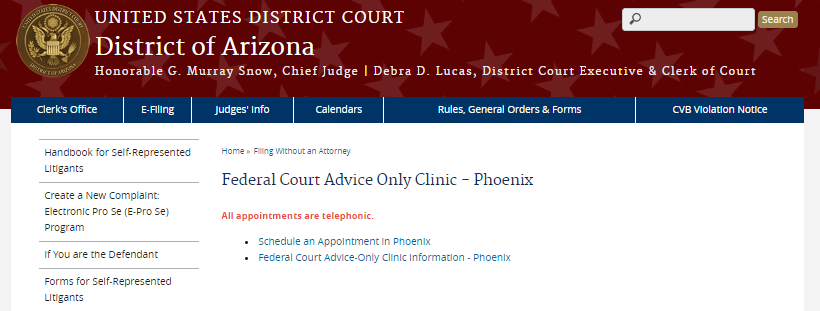 UNITED STATES DISTRICT COURT
District of Arizona
Honorable G. Murray Snow, Chief Judge | Debra D. Lucas, District Court Executive & Clerk of Court
Search
Clerk's Office
E-Filing
Judges' Info
Calendars
Rules, General Orders & Forms
CVB Violation Notice
Handbook for Self-Represented
Litigants
Create a New Complaint:
Electronic Pro Se (E-Pro Se)
Program
If You are the Defendant
Forms for Self-Represented
Litigants
Home » Filing Without an Attorney
Federal Court Advice Only Clinic - Phoenix
All appointments are telephonic.
Schedule an Appointment in Phoenix
Federal Court Advice-Only Clinic Information - Phoenix